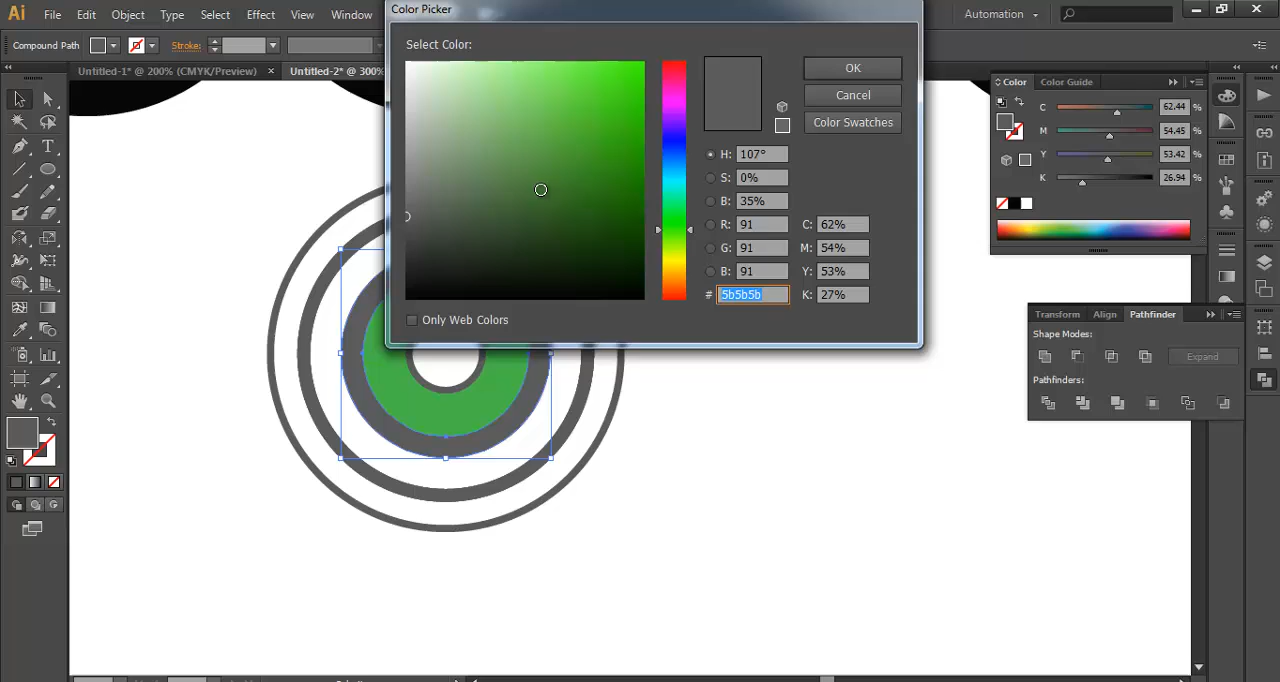 Ai File Edit Object Type Select Effect View Window
Automation
Compound Path Stroke:
Untitled-1* @ 200% (CMYK/Preview) × Untitled-2* @ 300%
Color Picker
Select Color:
OK
Cancel
Color Swatches
H: 107°
S: 0%
B: 35%
R: 91 C: 62%
G: 91 M: 54%
B: 91 Y: 53%
# 5b5b5b K: 27%
Only Web Colors
Color Color Guide
C 62.44 %
M 54.45 %
Y 53.42 %
K 26.94 %
Transform Align Pathfinder
Shape Modes:
Expand
Pathfinders: